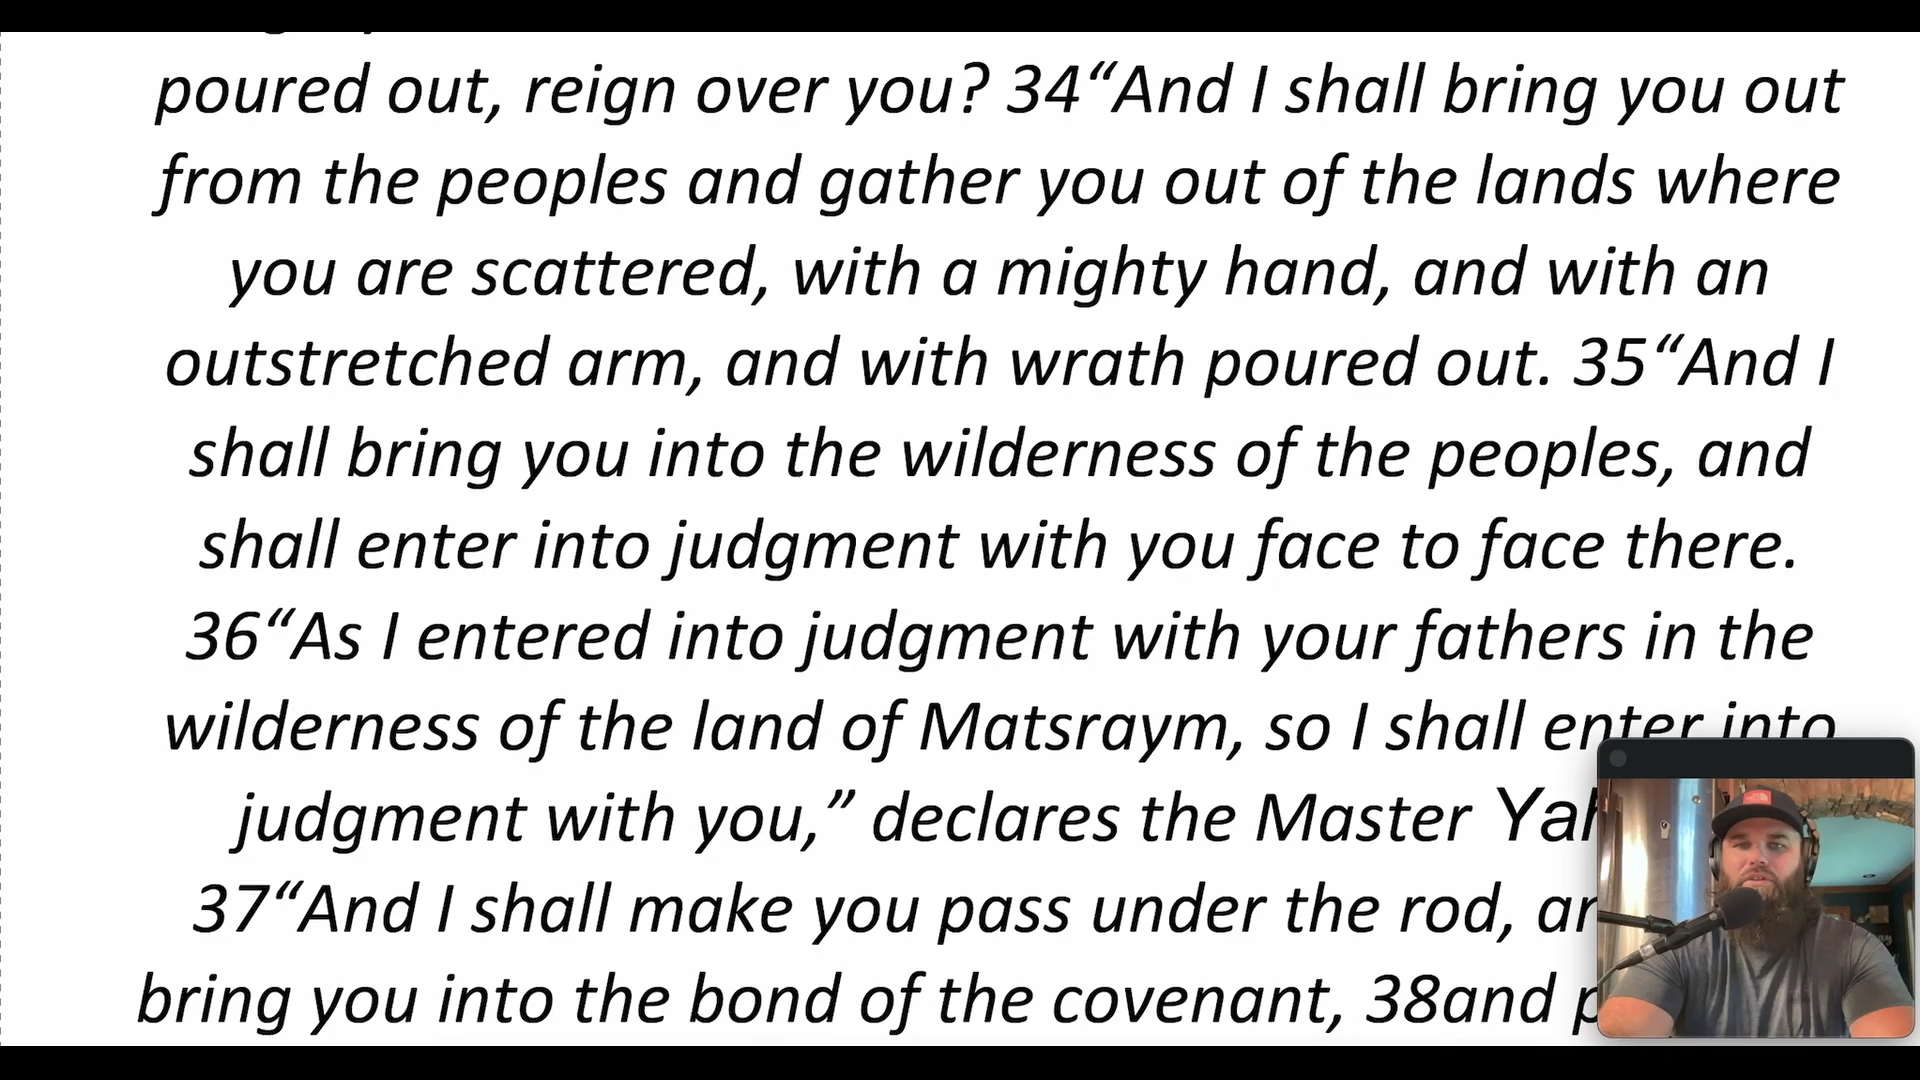 poured out, reign over you? 34“And I shall bring you out
from the peoples and gather you out of the lands where
you are scattered, with a mighty hand, and with an
outstretched arm, and with wrath poured out. 35“And I
shall bring you into the wilderness of the peoples, and
shall enter into judgment with you face to face there.
36“As I entered into judgment with your fathers in the
wilderness of the land of Matsraym, so I shall enter into
judgment with you,” declares the Master
37“And I shall make you pass under the rod,
bring you into the bond of the covenant, 38and